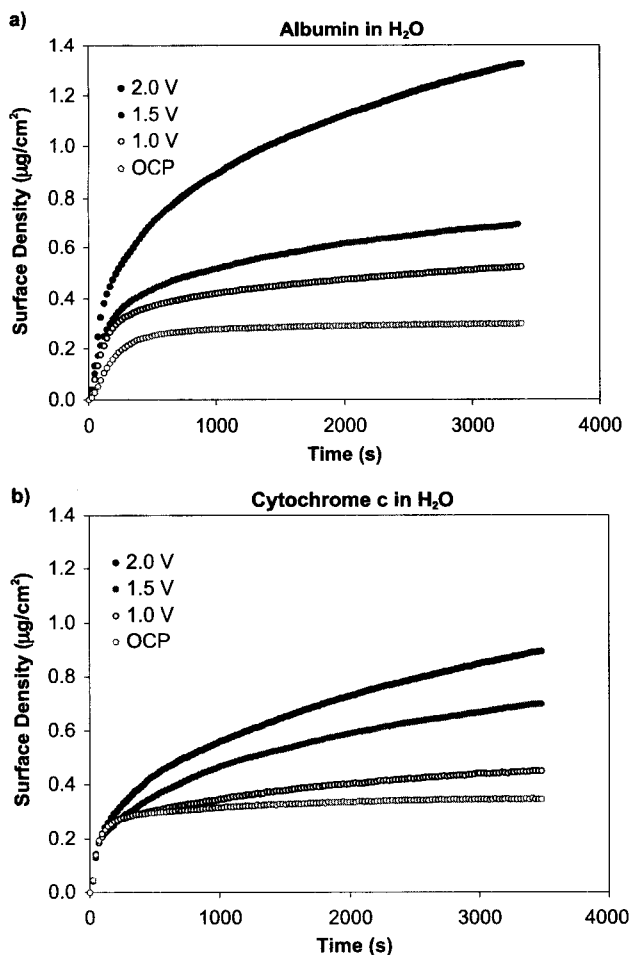 a)
Albumin in H₂O
Surface Density (µg/cm²)
1.4
1.2
1.0
0.8
0.6
0.4
0.2
0.0
2.0 V
1.5 V
1.0 V
OCP
0 1000 2000 3000 4000
Time (s)
b)
Cytochrome c in H₂O
Surface Density (µg/cm²)
1.4
1.2
1.0
0.8
0.6
0.4
0.2
0.0
2.0 V
1.5 V
1.0 V
OCP
0 1000 2000 3000 4000
Time (s)